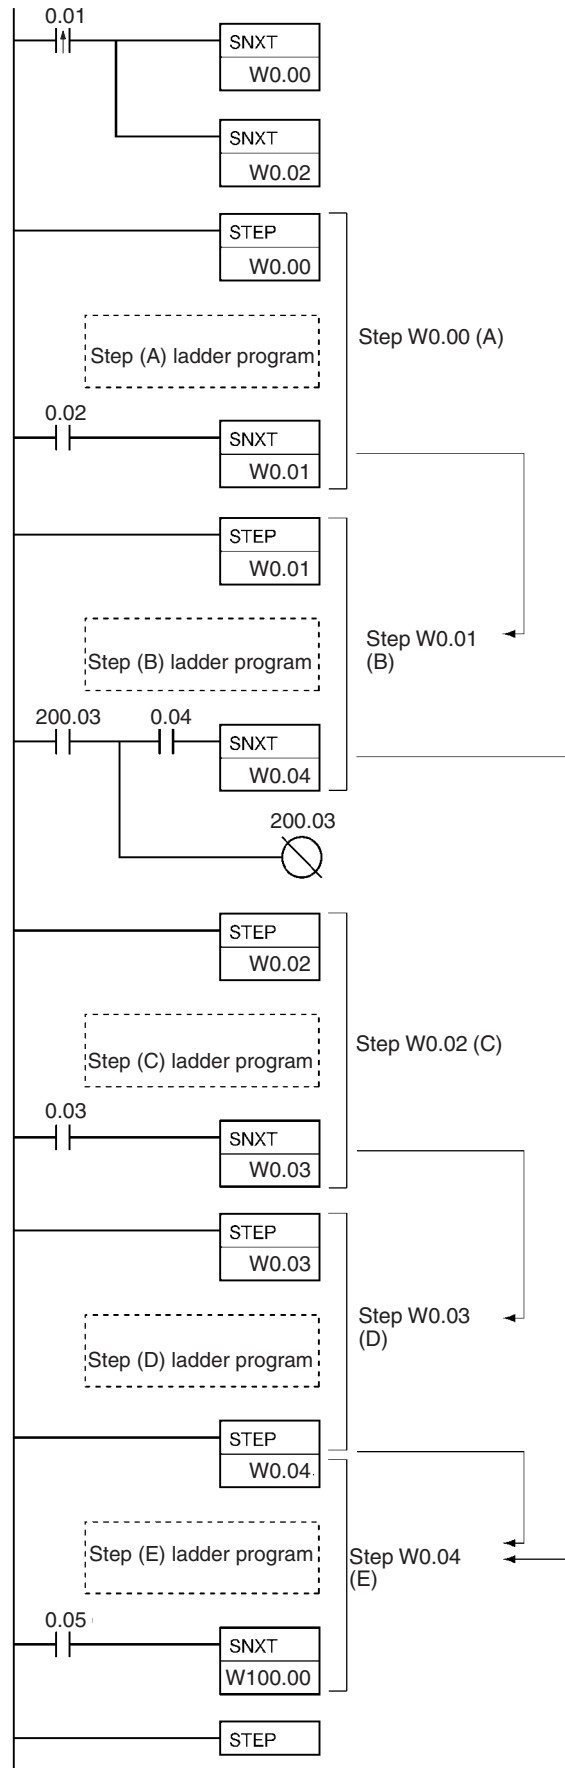 0.01
SNXT
W0.00
SNXT
W0.02
STEP
W0.00
Step W0.00 (A)
Step (A) ladder program
0.02
SNXT
W0.01
STEP
W0.01
Step W0.01
(B)
Step (B) ladder program
200.03 0.04
SNXT
W0.04
200.03
STEP
W0.02
Step W0.02 (C)
Step (C) ladder program
0.03
SNXT
W0.03
STEP
W0.03
Step W0.03
(D)
Step (D) ladder program
STEP
W0.04
Step (E) ladder program
Step W0.04
(E)
0.05
SNXT
W100.00
STEP